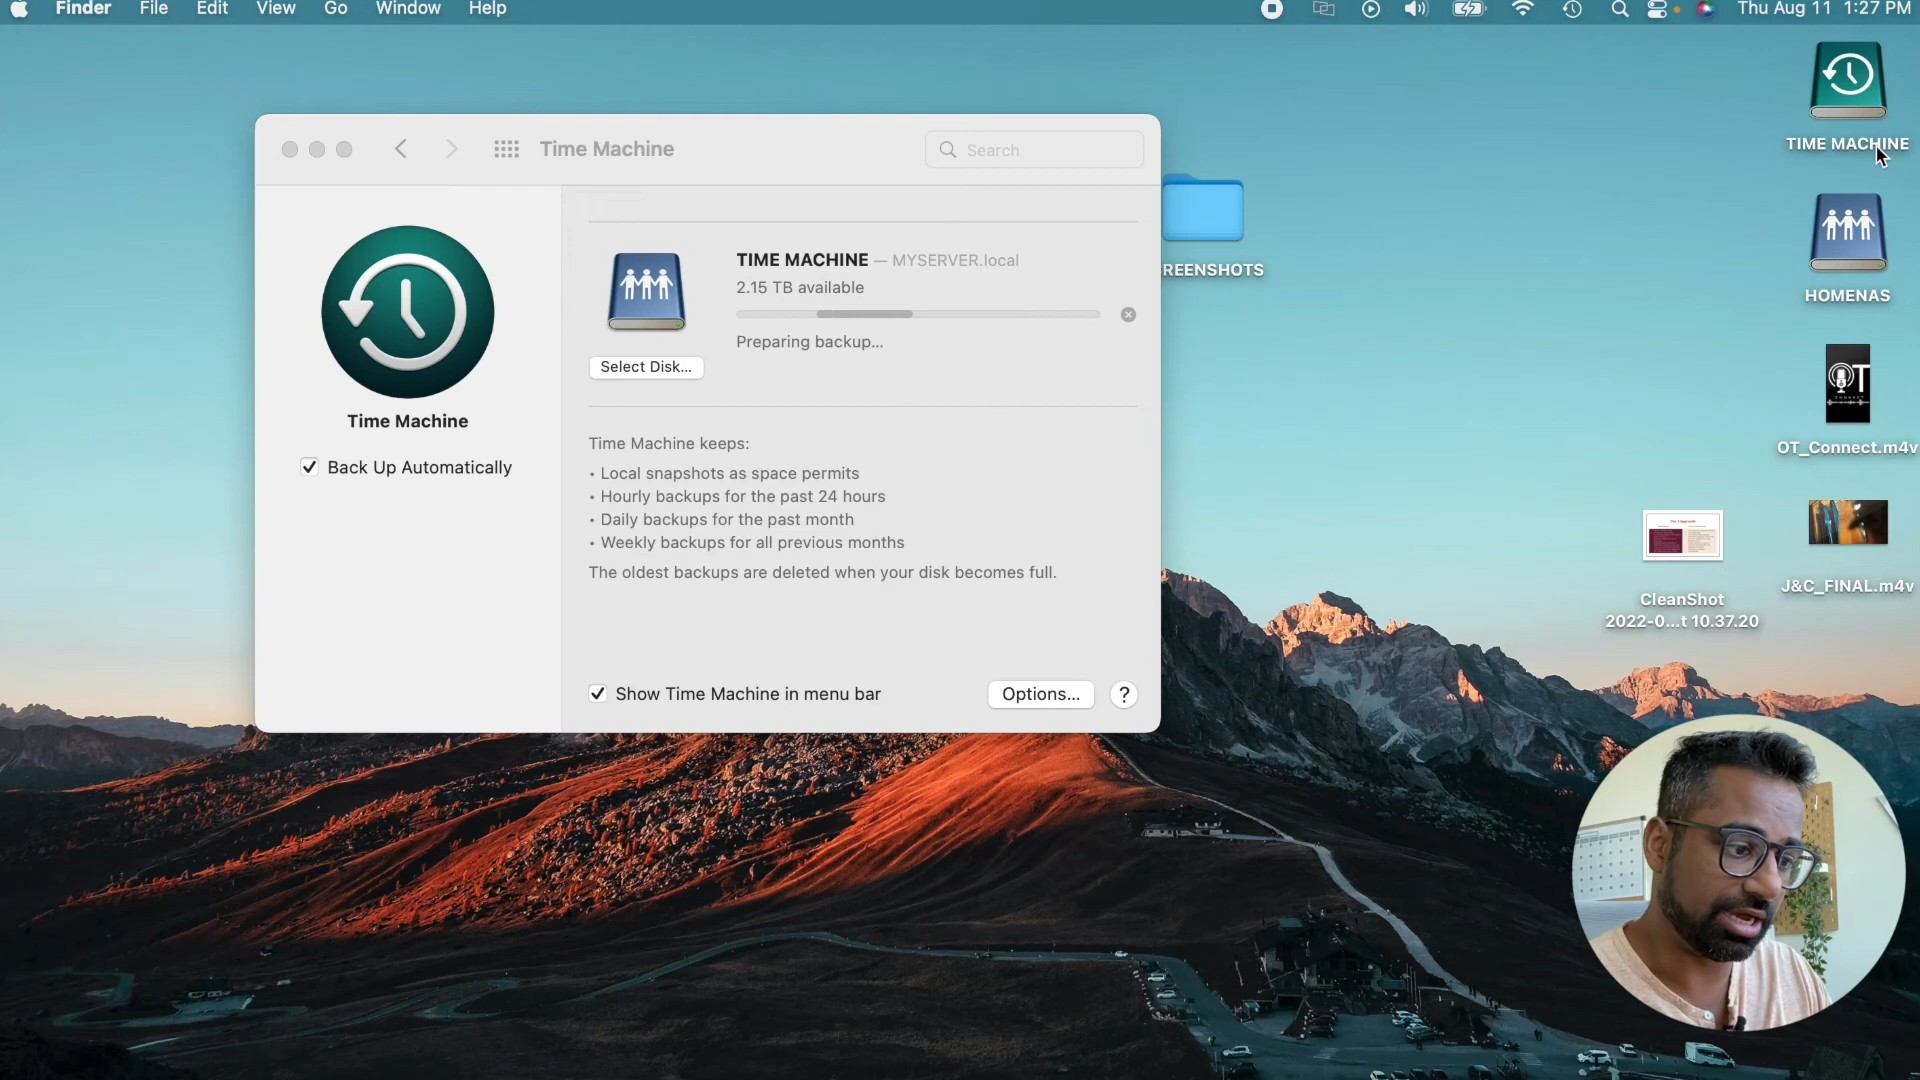 Finder File Edit View Go Window Help
Thu Aug 11 1:27 PM
Time Machine
Search
Time Machine
Back Up Automatically
TIME MACHINE — MYSERVER.local
2.15 TB available
Preparing backup...
Select Disk...
Time Machine keeps:
• Local snapshots as space permits
• Hourly backups for the past 24 hours
• Daily backups for the past month
• Weekly backups for all previous months
The oldest backups are deleted when your disk becomes full.
Show Time Machine in menu bar
Options...
?
REENSHOTS
TIME MACHINE
HOMENAS
OT
CONNECT
OT_Connect.m4v
J&C_FINAL.m4v
CleanShot
2022-0...t 10.37.20